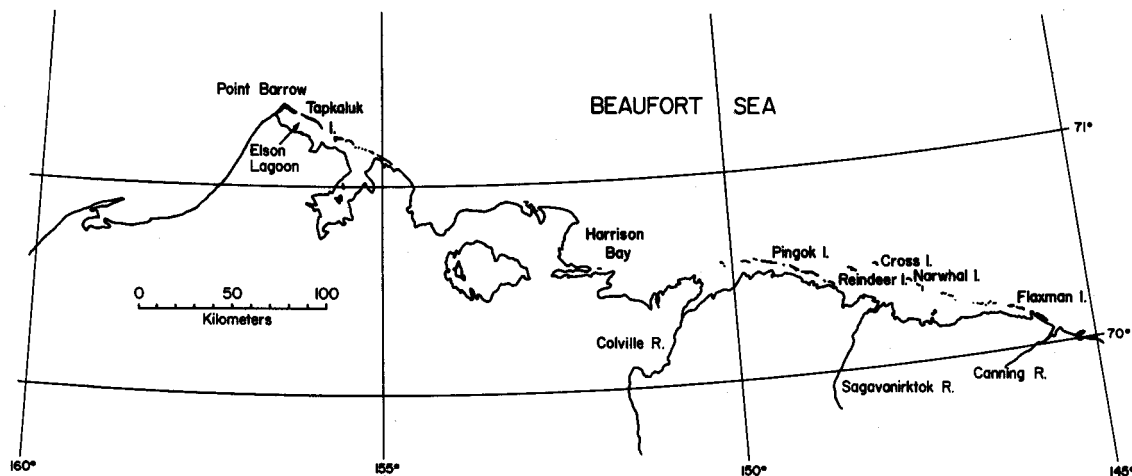 Point Barrow
Tapkaluk
I.
BEAUFORT SEA
71°
Elson
Lagoon
Harrison
Bay
Pingok I.
Cross I.
Reindeer I.
Narwhal I.
Flaxman I.
0 50 100
Kilometers
Colville R.
70°
Canning R.
Sagavanirktok R.
160°
155°
150°
145°